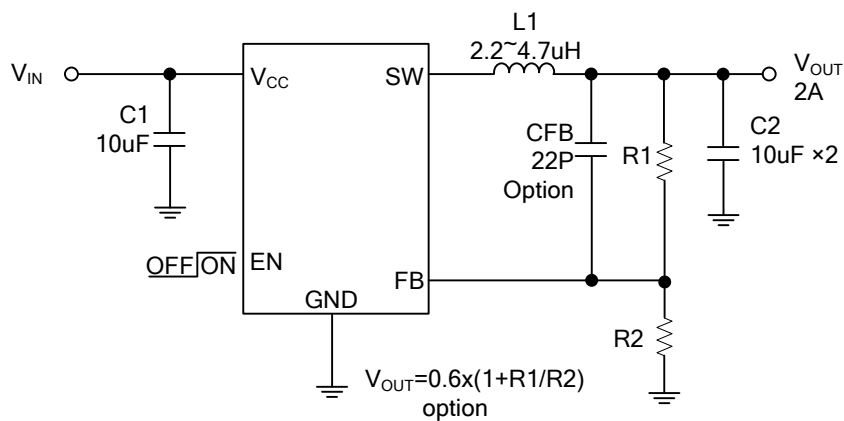 L1
2.2~4.7uH
V_IN
V_CC
SW
V_OUT
2A
C1
10uF
CFB
22P
Option
R1
C2
10uF ×2
OFF ON
EN
FB
GND
R2
V_OUT=0.6x(1+R1/R2)
option